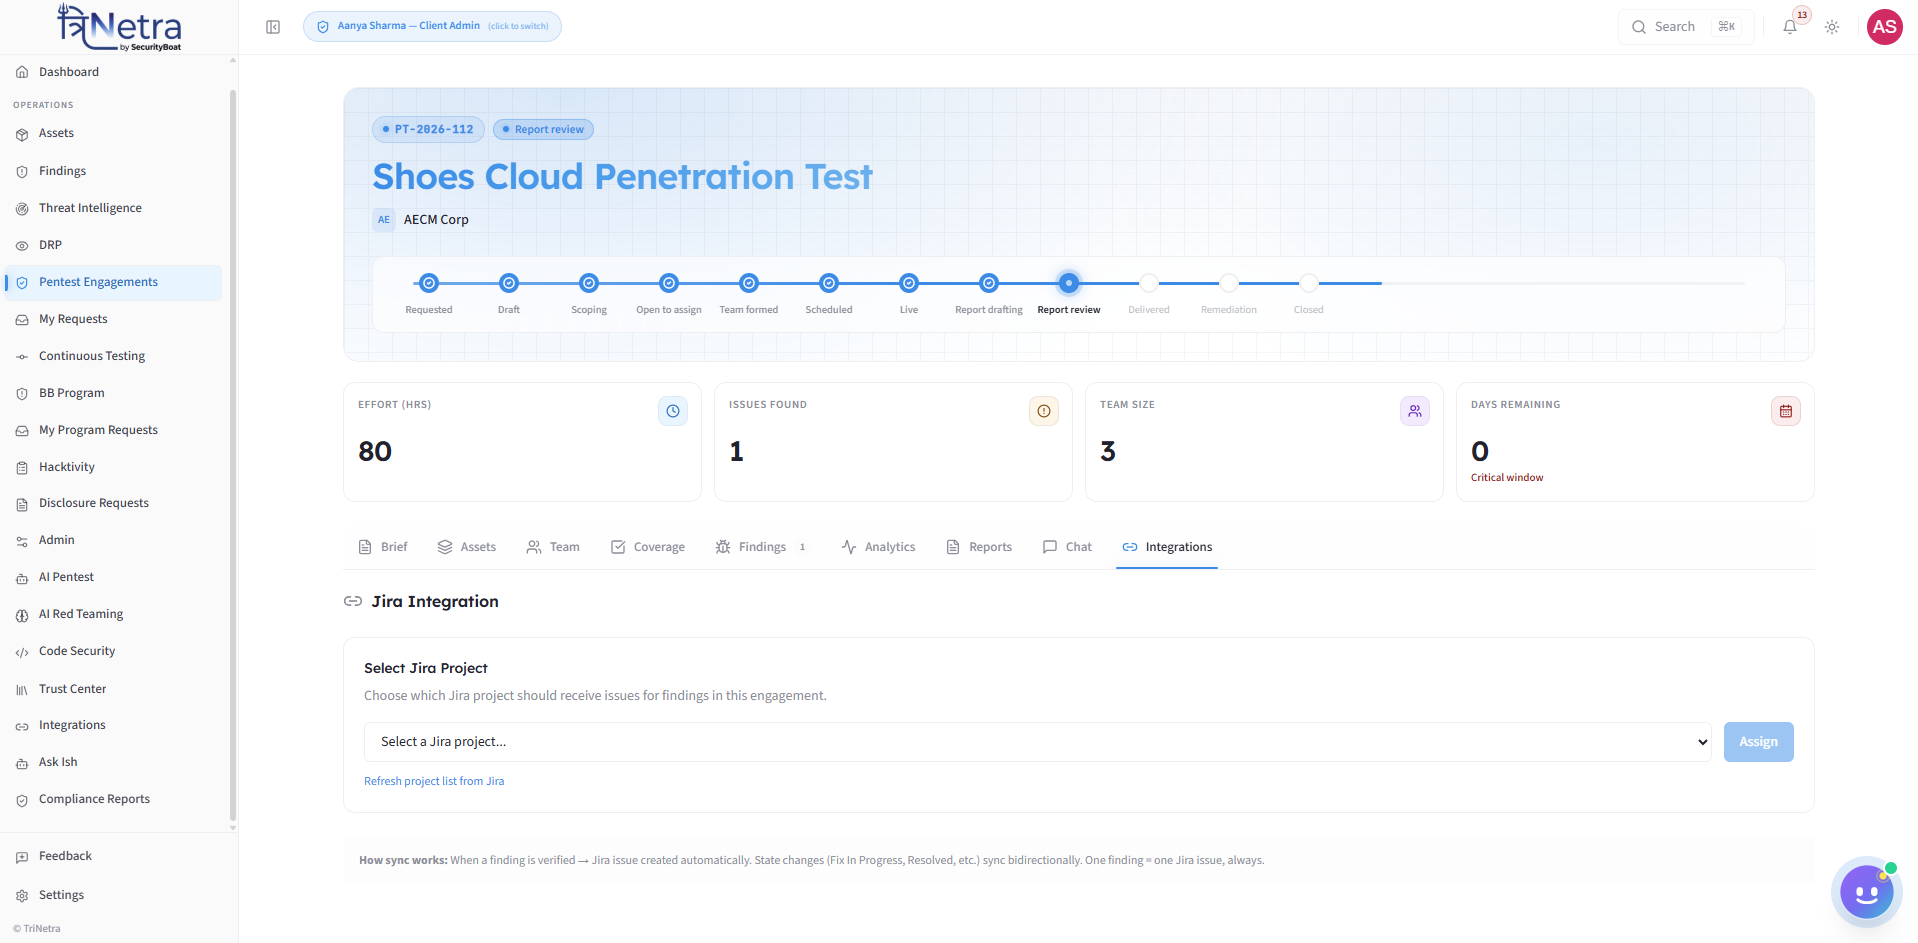 त्रिNetra
by SecurityBoat
Aanya Sharma — Client Admin (click to switch)
Search ⌘K
13
AS
Dashboard
OPERATIONS
Assets
Findings
Threat Intelligence
DRP
Pentest Engagements
My Requests
Continuous Testing
BB Program
My Program Requests
Hacktivity
Disclosure Requests
Admin
AI Pentest
AI Red Teaming
Code Security
Trust Center
Integrations
Ask Ish
Compliance Reports
Feedback
Settings
© TriNetra
PT-2026-112 Report review
Shoes Cloud Penetration Test
AE AECM Corp
Requested Draft Scoping Open to assign Team formed Scheduled Live Report drafting Report review Delivered Remediation Closed
EFFORT (HRS)
80
ISSUES FOUND
1
TEAM SIZE
3
DAYS REMAINING
0
Critical window
Brief Assets Team Coverage Findings 1 Analytics Reports Chat Integrations
Jira Integration
Select Jira Project
Choose which Jira project should receive issues for findings in this engagement.
Select a Jira project...
Assign
Refresh project list from Jira
How sync works: When a finding is verified → Jira issue created automatically. State changes (Fix In Progress, Resolved, etc.) sync bidirectionally. One finding = one Jira issue, always.